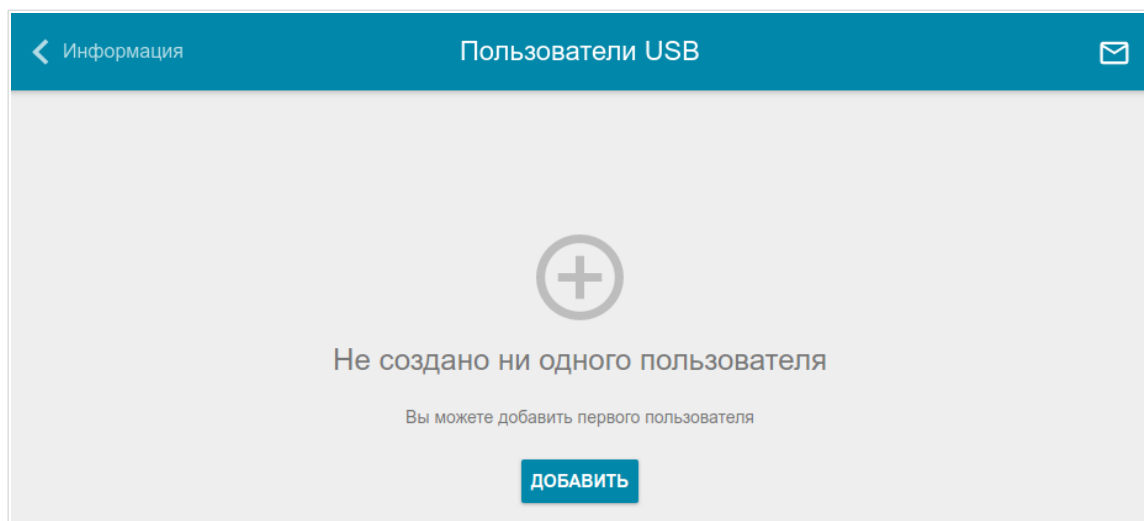 Информация
Пользователи USB
Не создано ни одного пользователя
Вы можете добавить первого пользователя
ДОБАВИТЬ